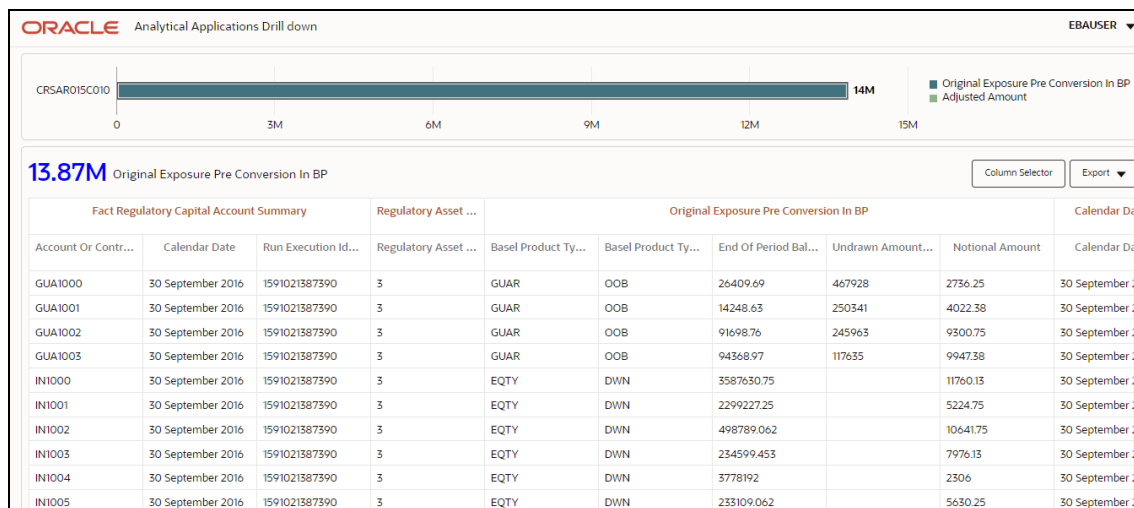 ORACLE Analytical Applications Drill down EBAUSER
CRSAR015C010 14M
Original Exposure Pre Conversion In BP
Adjusted Amount
0 3M 6M 9M 12M 15M
13.87M Original Exposure Pre Conversion In BP Column Selector Export
Fact Regulatory Capital Account Summary Regulatory Asset ... Original Exposure Pre Conversion In BP Calendar Da
Account Or Contr... Calendar Date Run Execution Id... Regulatory Asset ... Basel Product Ty... Basel Product Ty... End Of Period Bal... Undrawn Amount... Notional Amount Calendar Da
GUA1000 30 September 2016 1591021387390 3 GUAR OOB 26409.69 467928 2736.25 30 September 2
GUA1001 30 September 2016 1591021387390 3 GUAR OOB 14248.63 250341 4022.38 30 September 2
GUA1002 30 September 2016 1591021387390 3 GUAR OOB 91698.76 245963 9300.75 30 September 2
GUA1003 30 September 2016 1591021387390 3 GUAR OOB 94368.97 117635 9947.38 30 September 2
IN1000 30 September 2016 1591021387390 3 EQTY DWN 3587630.75 11760.13 30 September 2
IN1001 30 September 2016 1591021387390 3 EQTY DWN 2299227.25 5224.75 30 September 2
IN1002 30 September 2016 1591021387390 3 EQTY DWN 498789.062 10641.75 30 September 2
IN1003 30 September 2016 1591021387390 3 EQTY DWN 234599.453 7976.13 30 September 2
IN1004 30 September 2016 1591021387390 3 EQTY DWN 3778192 2306 30 September 2
IN1005 30 September 2016 1591021387390 3 EQTY DWN 233109.062 5630.25 30 September 2